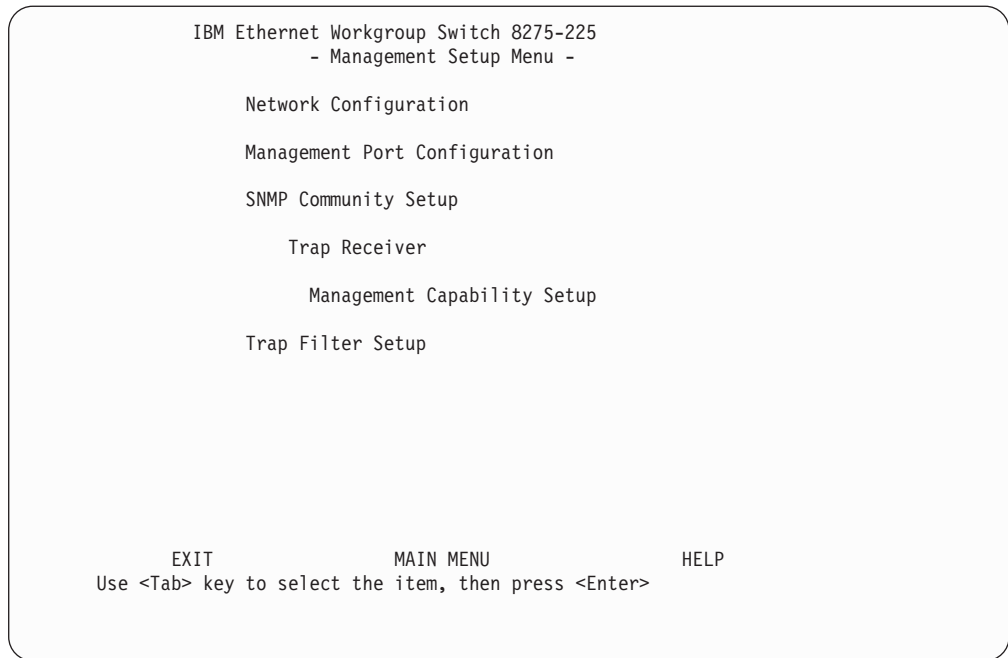 IBM Ethernet Workgroup Switch 8275-225
- Management Setup Menu -
Network Configuration
Management Port Configuration
SNMP Community Setup
Trap Receiver
Management Capability Setup
Trap Filter Setup
EXIT MAIN MENU HELP
Use <Tab> key to select the item, then press <Enter>